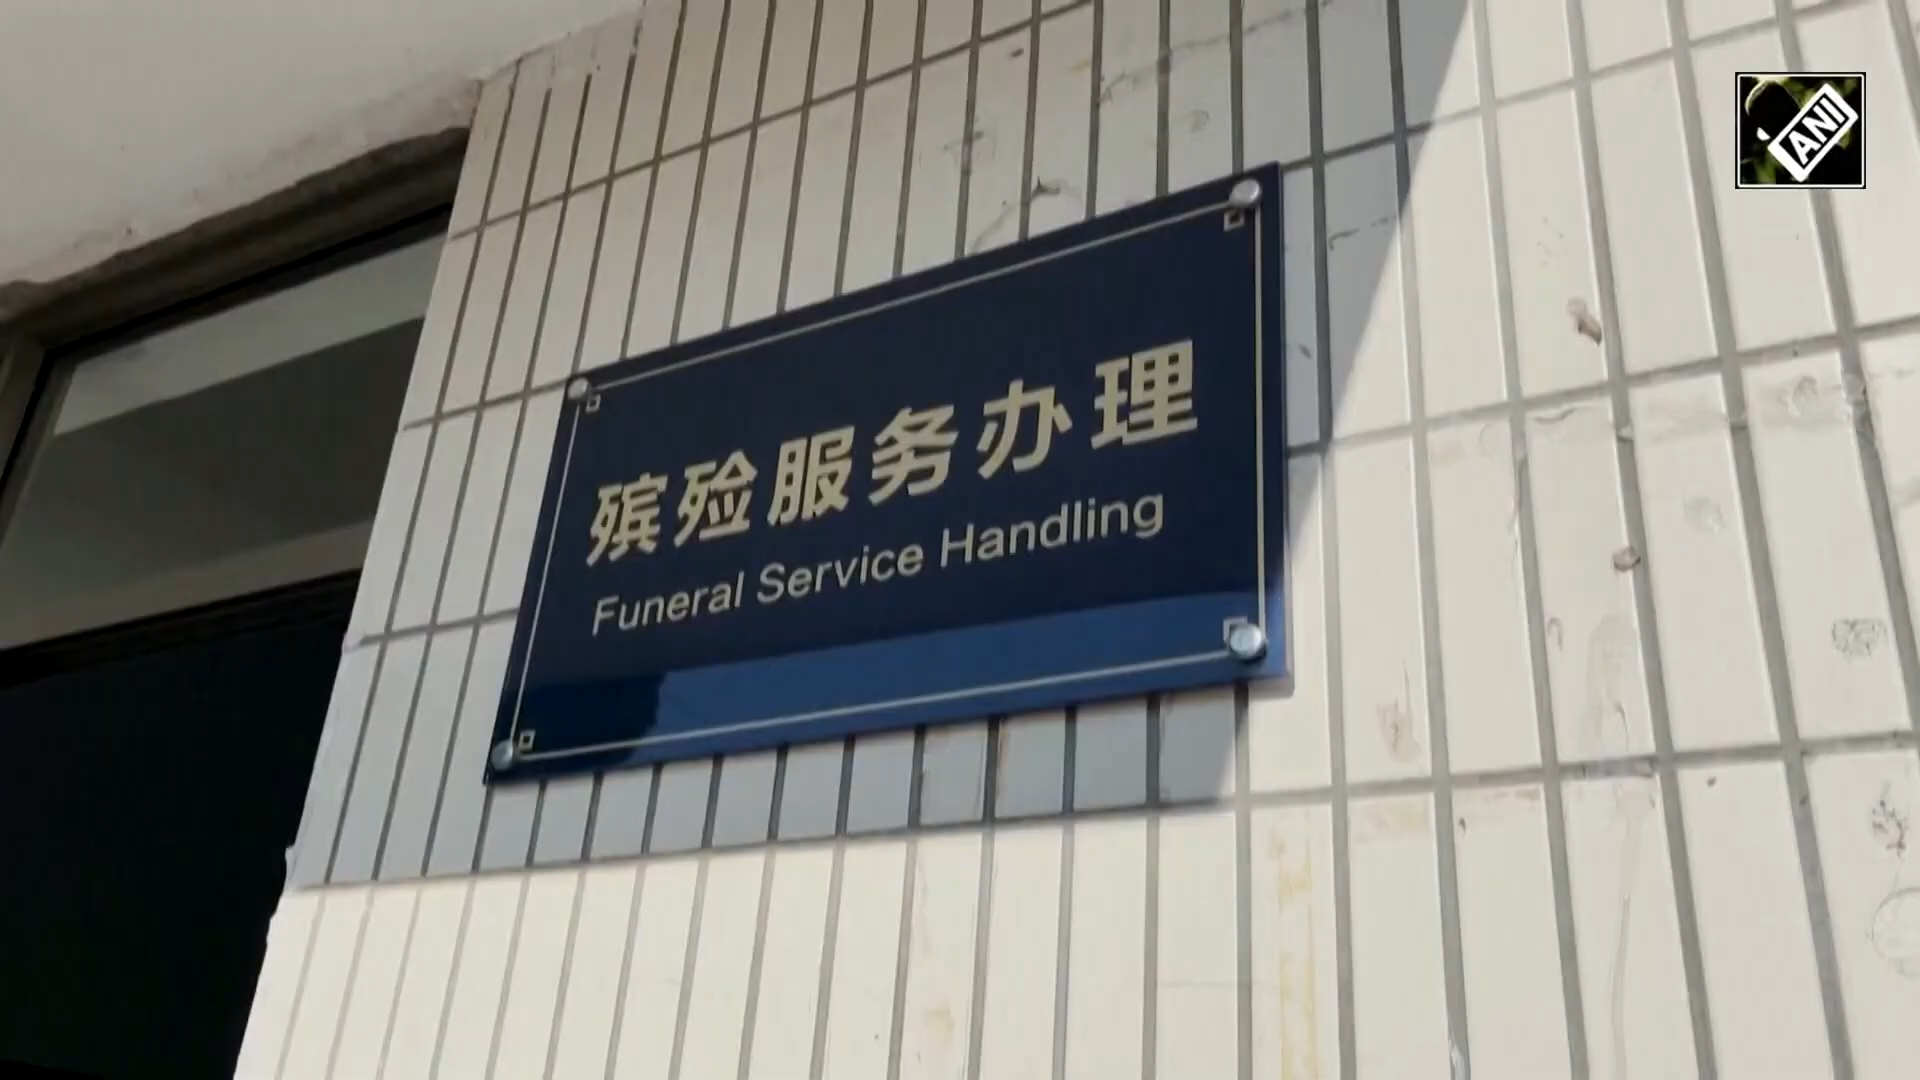 ANI
殡殓服务办理
Funeral Service Handling